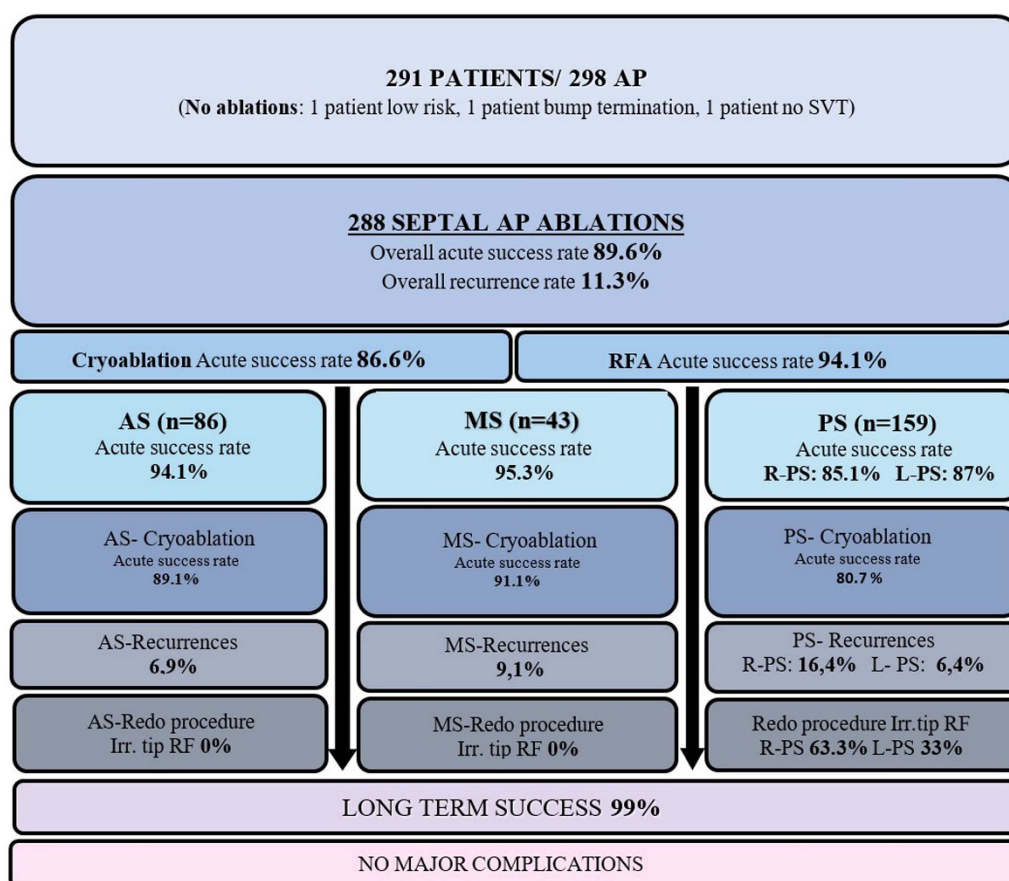 291 PATIENTS/ 298 AP
(No ablations: 1 patient low risk, 1 patient bump termination, 1 patient no SVT)
288 SEPTAL AP ABLATIONS
Overall acute success rate 89.6%
Overall recurrence rate 11.3%
Cryoablation Acute success rate 86.6%
RFA Acute success rate 94.1%
AS (n=86)
Acute success rate
94.1%
MS (n=43)
Acute success rate
95.3%
PS (n=159)
Acute success rate
R-PS: 85.1% L-PS: 87%
AS- Cryoablation
Acute success rate
89.1%
MS- Cryoablation
Acute success rate
91.1%
PS- Cryoablation
Acute success rate
80.7 %
AS-Recurrences
6.9%
MS-Recurrences
9,1%
PS- Recurrences
R-PS: 16,4% L- PS: 6,4%
AS-Redo procedure
Irr. tip RF 0%
MS-Redo procedure
Irr. tip RF 0%
Redo procedure Irr.tip RF
R-PS 63.3% L-PS 33%
LONG TERM SUCCESS 99%
NO MAJOR COMPLICATIONS